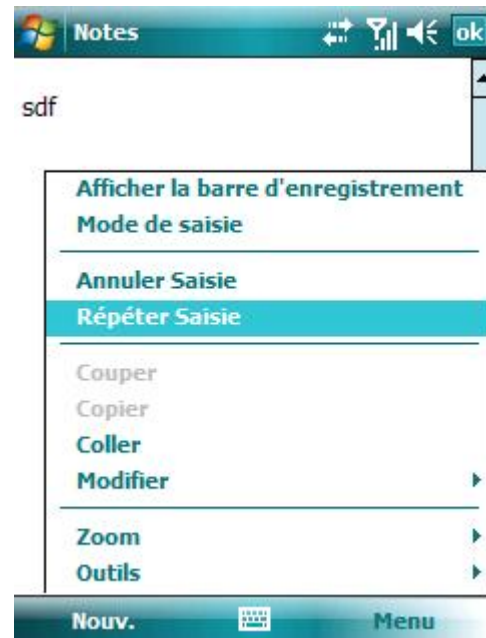 Notes
ok
sdf
Afficher la barre d'enregistrement
Mode de saisie
Annuler Saisie
Répéter Saisie
Couper
Copier
Coller
Modifier
Zoom
Outils
Nouv. Menu